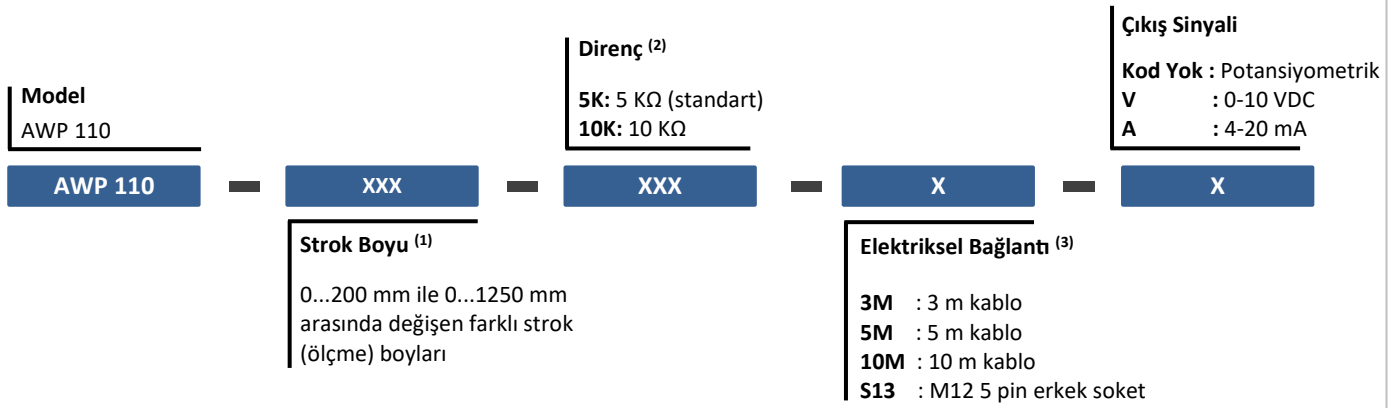 Model
AWP 110
Direnç (2)
5K: 5 KΩ (standart)
10K: 10 KΩ
Çıkış Sinyali
Kod Yok : Potansiyometrik
V : 0-10 VDC
A : 4-20 mA
AWP 110 XXX XXX X X
Strok Boyu (1)
0...200 mm ile 0...1250 mm
arasında değişen farklı strok
(ölçme) boyları
Elektriksel Bağlantı (3)
3M : 3 m kablo
5M : 5 m kablo
10M : 10 m kablo
S13 : M12 5 pin erkek soket